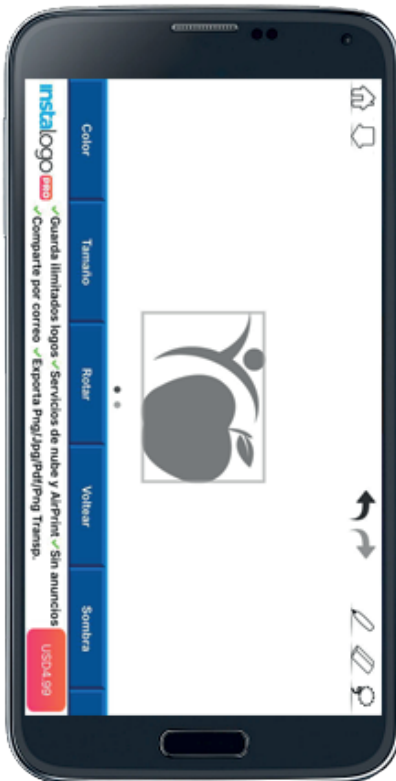 Color
Tamaño
Rotar
Voltear
Sombra
instalogo PRO
✓Guarda ilimitados logos ✓Servicios de nube y AirPrint ✓Sin anuncios
✓Comparte por correo ✓Exporta Png/Jpg/Pdf/Png Transp.
USD4.99